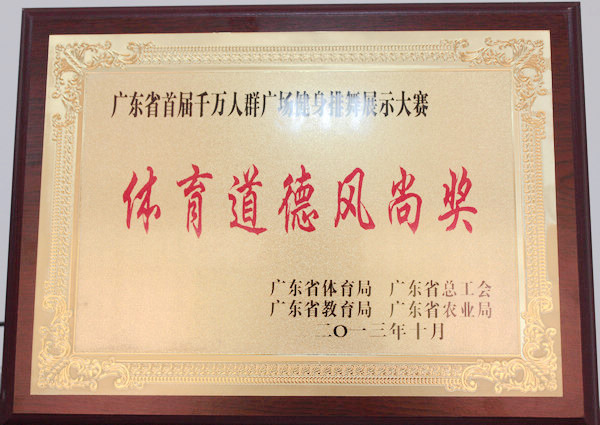 广东省首届千万人群广场健身排舞展示大赛
体育道德风尚奖
广东省体育局 广东省总工会
广东省教育局 广东省农业局
二〇一三年十月